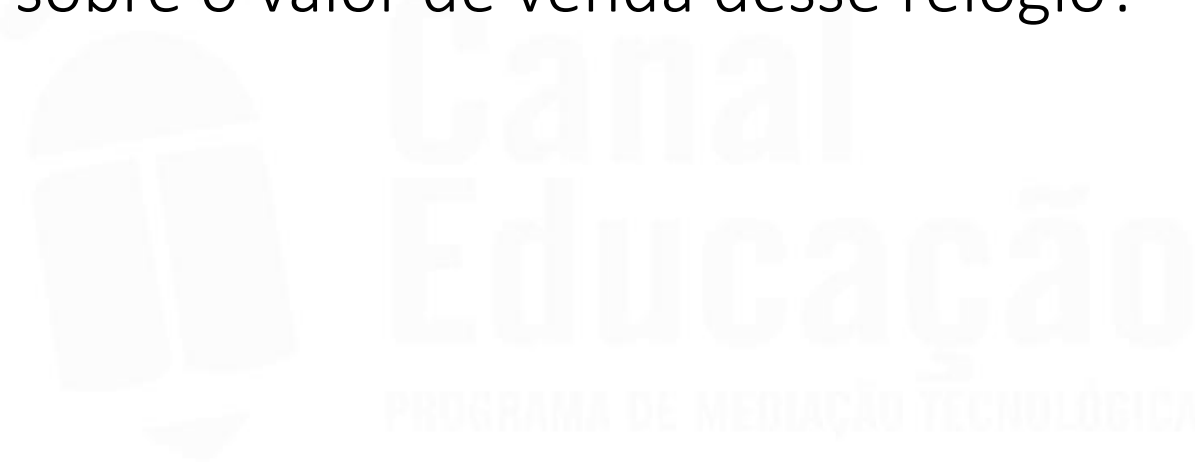 sobre o valor de venda desse relógio?
Canal
Educação
PROGRAMA DE MEDIAÇÃO TECNOLÓGICA